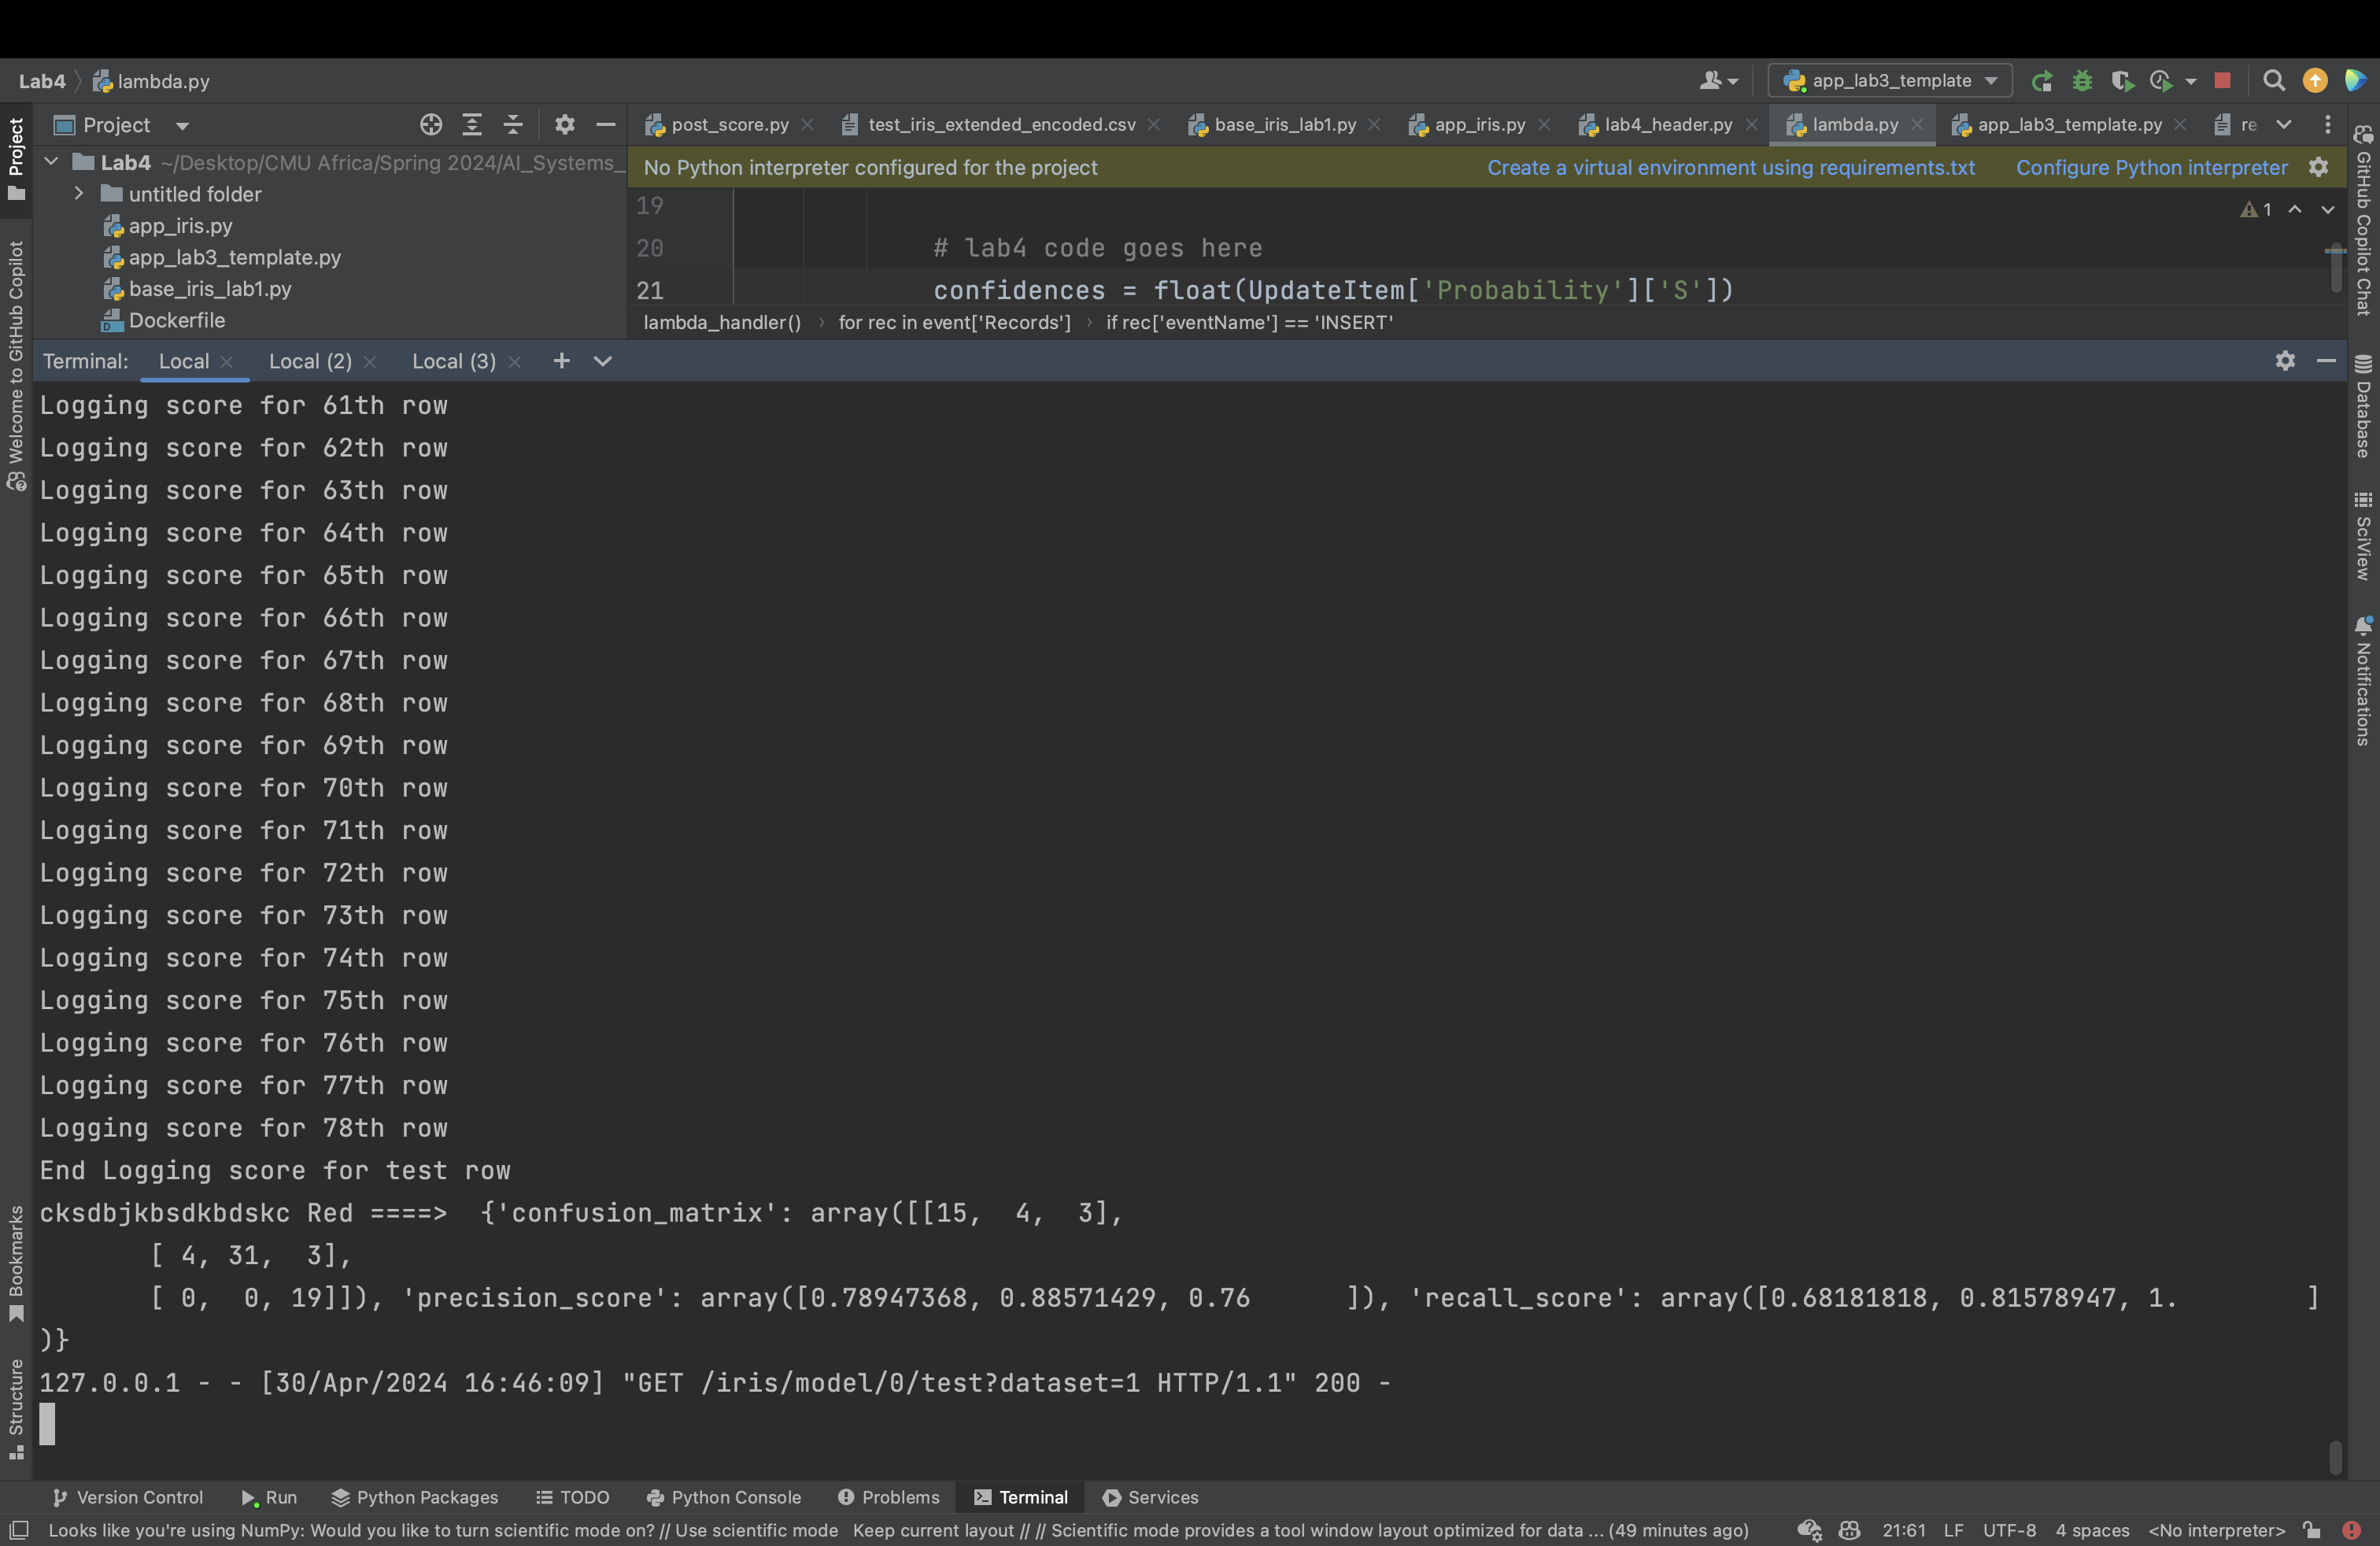 Lab4 lambda.py
app_lab3_template
Project
post_score.py
test_iris_extended_encoded.csv
base_iris_lab1.py
app_iris.py
lab4_header.py
lambda.py
app_lab3_template.py
re
Lab4 ~/Desktop/CMU Africa/Spring 2024/AI_Systems_
untitled folder
app_iris.py
app_lab3_template.py
base_iris_lab1.py
Dockerfile
No Python interpreter configured for the project
Create a virtual environment using requirements.txt
Configure Python interpreter
1
19
20 # lab4 code goes here
21 confidences = float(UpdateItem['Probability']['S'])
lambda_handler() for rec in event['Records'] if rec['eventName'] == 'INSERT'
Terminal: Local Local (2) Local (3)
Logging score for 61th row
Logging score for 62th row
Logging score for 63th row
Logging score for 64th row
Logging score for 65th row
Logging score for 66th row
Logging score for 67th row
Logging score for 68th row
Logging score for 69th row
Logging score for 70th row
Logging score for 71th row
Logging score for 72th row
Logging score for 73th row
Logging score for 74th row
Logging score for 75th row
Logging score for 76th row
Logging score for 77th row
Logging score for 78th row
End Logging score for test row
cksdbjkbsdkbdskc Red ====>  {'confusion_matrix': array([[15,  4,  3],
       [ 4, 31,  3],
       [ 0,  0, 19]]), 'precision_score': array([0.78947368, 0.88571429, 0.76      ]), 'recall_score': array([0.68181818, 0.81578947, 1.        ]
)}
127.0.0.1 - - [30/Apr/2024 16:46:09] "GET /iris/model/0/test?dataset=1 HTTP/1.1" 200 -
Project
Welcome to GitHub Copilot
Bookmarks
Structure
GitHub Copilot Chat
Database
SciView
Notifications
Version Control Run Python Packages TODO Python Console Problems Terminal Services
Looks like you're using NumPy: Would you like to turn scientific mode on? // Use scientific mode Keep current layout // // Scientific mode provides a tool window layout optimized for data ... (49 minutes ago)
21:61 LF UTF-8 4 spaces <No interpreter>